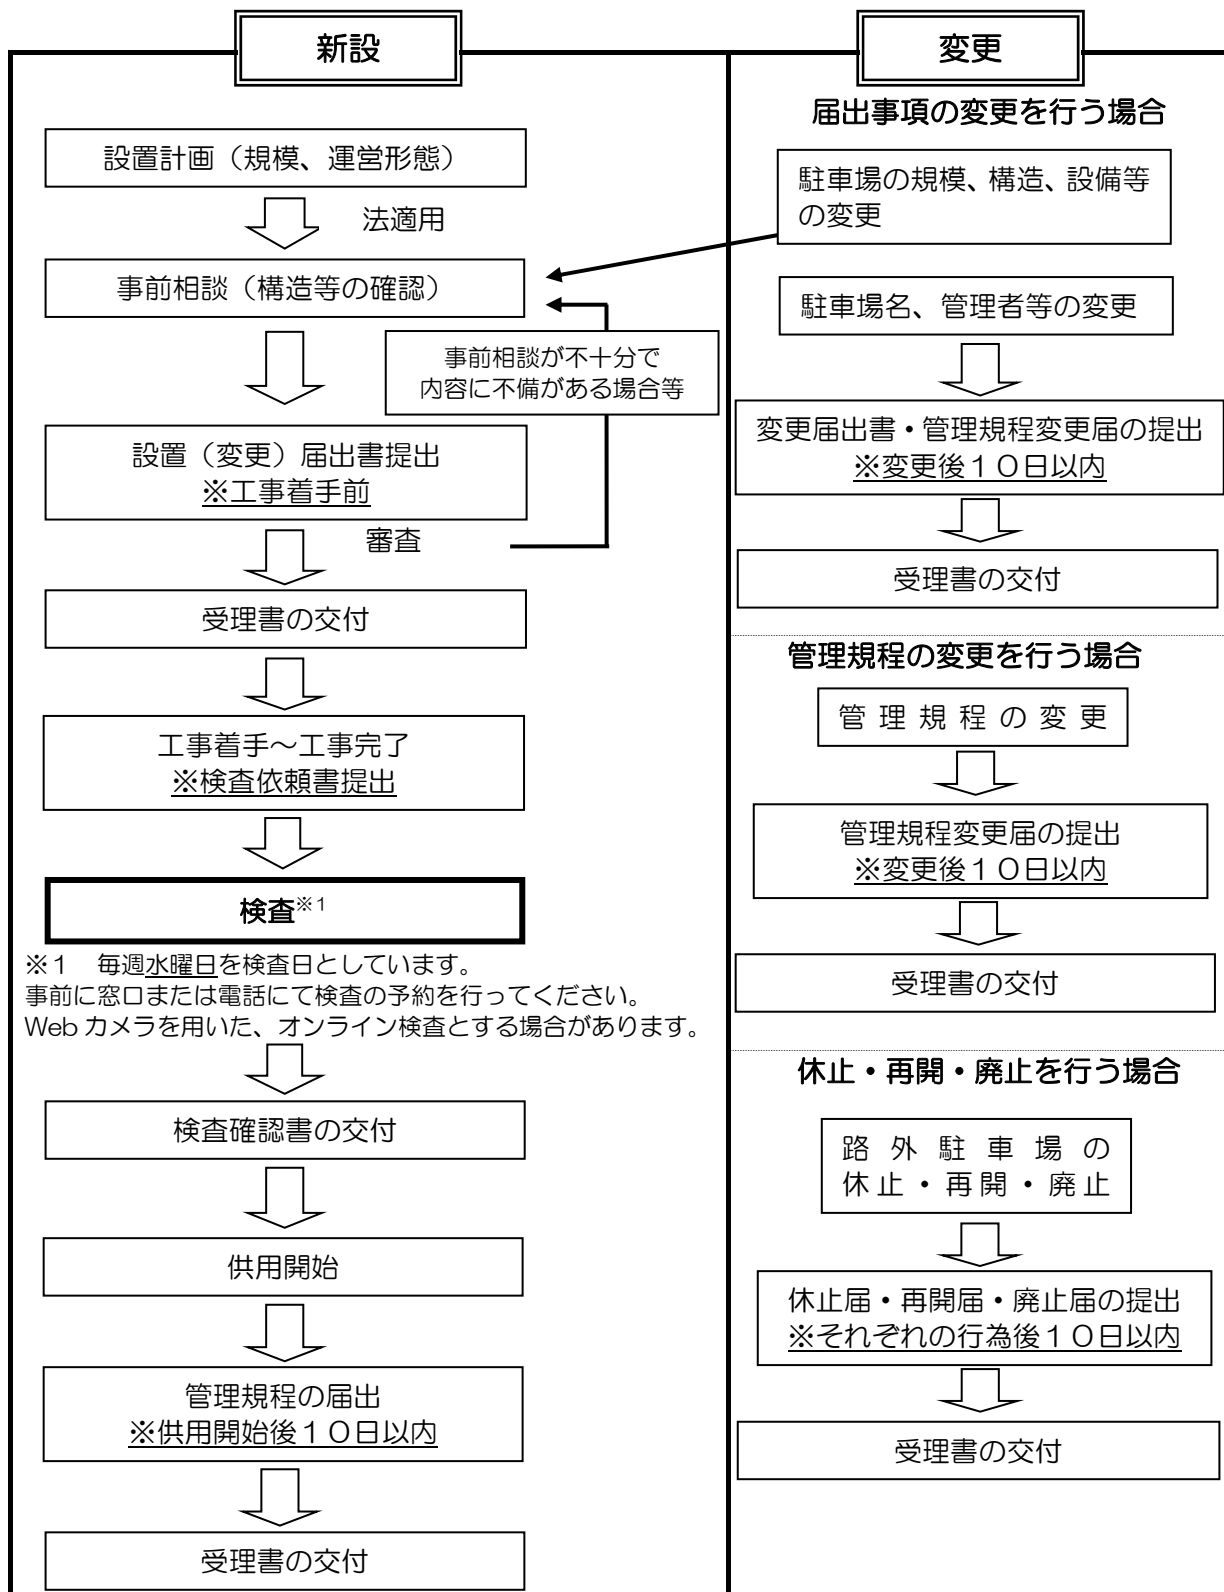 新設
設置計画（規模、運営形態）
法適用
事前相談（構造等の確認）
事前相談が不十分で
内容に不備がある場合等
設置（変更）届出書提出
※工事着手前
審査
受理書の交付
工事着手～工事完了
※検査依頼書提出
検査※1
※１　毎週水曜日を検査日としています。
事前に窓口または電話にて検査の予約を行ってください。
Web カメラを用いた、オンライン検査とする場合があります。
検査確認書の交付
供用開始
管理規程の届出
※供用開始後１０日以内
受理書の交付
変更
届出事項の変更を行う場合
駐車場の規模、構造、設備等
の変更
駐車場名、管理者等の変更
変更届出書・管理規程変更届の提出
※変更後１０日以内
受理書の交付
管理規程の変更を行う場合
管理規程の変更
管理規程変更届の提出
※変更後１０日以内
受理書の交付
休止・再開・廃止を行う場合
路外駐車場の
休止・再開・廃止
休止届・再開届・廃止届の提出
※それぞれの行為後１０日以内
受理書の交付